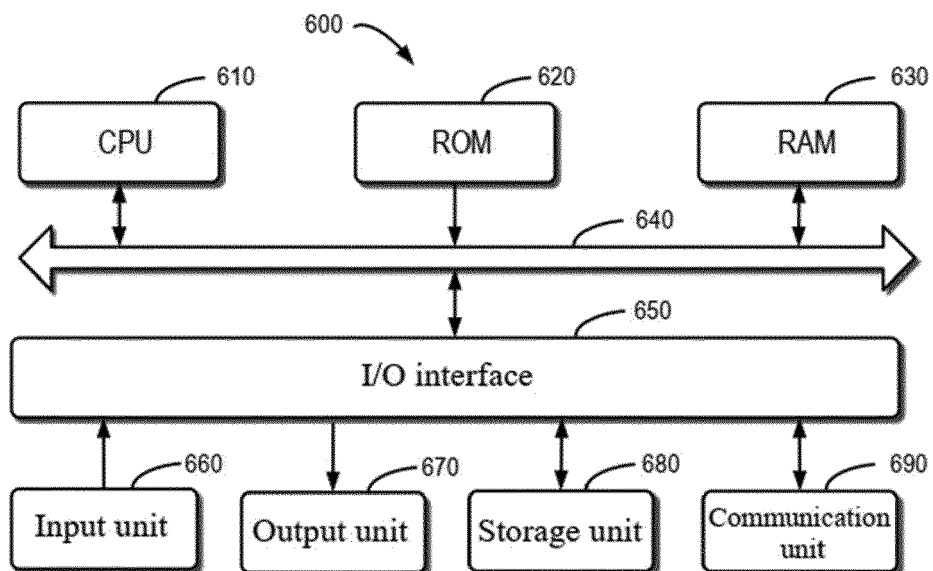 600
610
620
630
CPU
ROM
RAM
640
650
I/O interface
660
670
680
690
Input unit
Output unit
Storage unit
Communication
unit